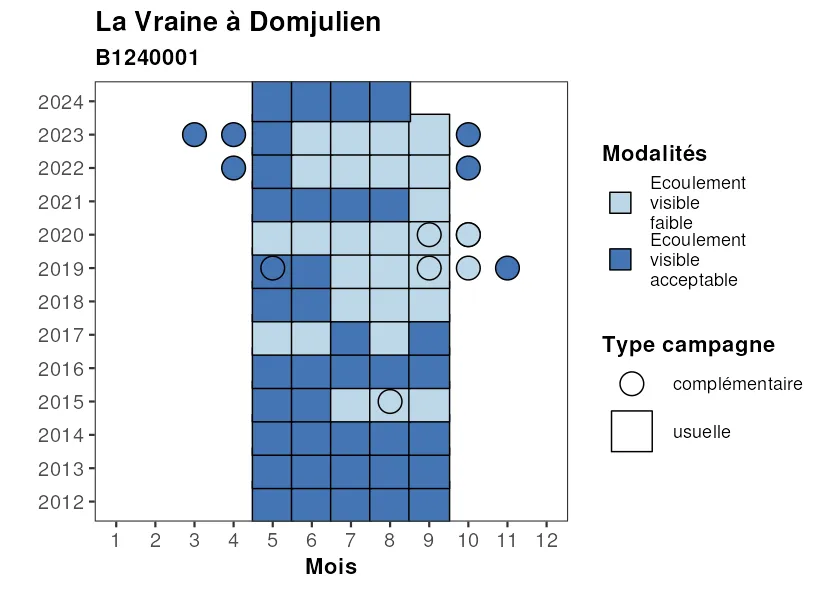 La Vraine à Domjulien
B1240001
2024
2023
2022
2021
2020
2019
2018
2017
2016
2015
2014
2013
2012
1 2 3 4 5 6 7 8 9 10 11 12
Mois
Modalités
Ecoulement
visible
faible
Ecoulement
visible
acceptable
Type campagne
complémentaire
usuelle